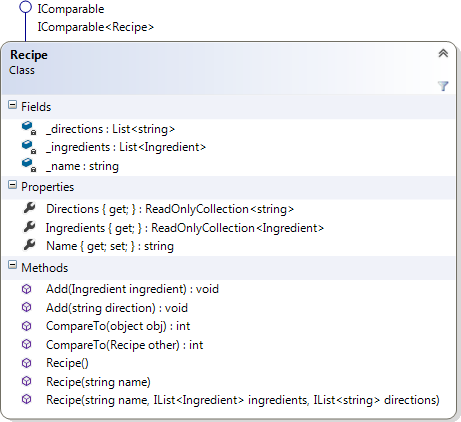 IComparable
IComparable<Recipe>
Recipe
Class
Fields
_directions : List<string>
_ingredients : List<Ingredient>
_name : string
Properties
Directions { get; } : ReadOnlyCollection<string>
Ingredients { get; } : ReadOnlyCollection<Ingredient>
Name { get; set; } : string
Methods
Add(Ingredient ingredient) : void
Add(string direction) : void
CompareTo(object obj) : int
CompareTo(Recipe other) : int
Recipe()
Recipe(string name)
Recipe(string name, IList<Ingredient> ingredients, IList<string> directions)